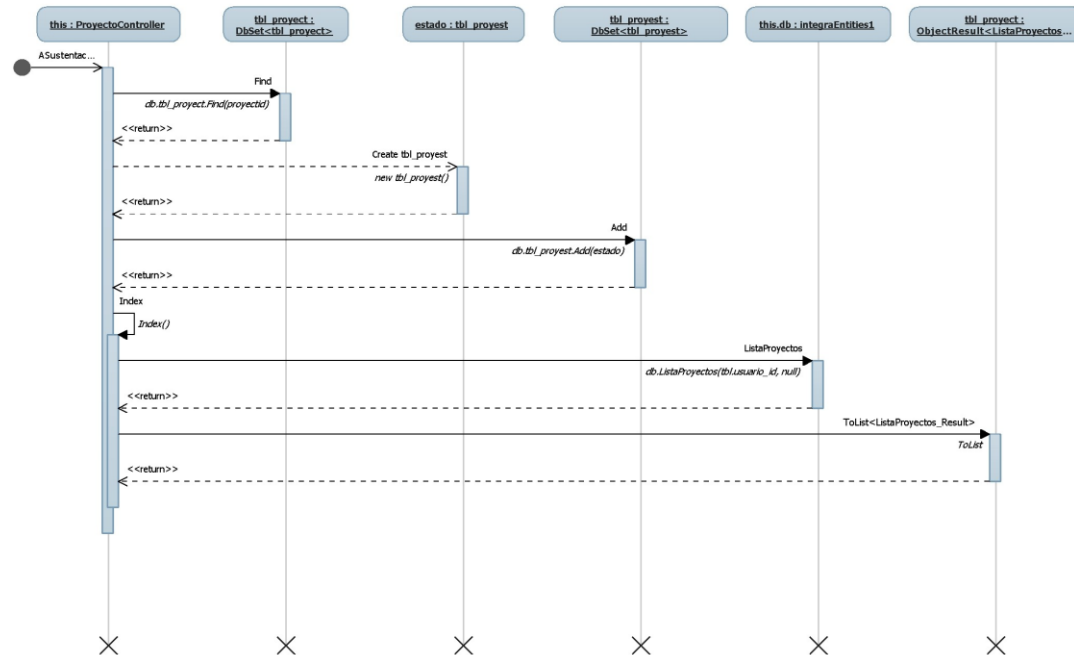 this : ProyectoController
tbl_proyect :
DbSet<tbl_proyect>
estado : tbl_proyest
tbl_proyest :
DbSet<tbl_proyest>
this.db : integraEntities1
tbl_proyect :
ObjectResult<ListaProyectos...
ASustentac...
Find
db.tbl_proyect.Find(proyectid)
<<return>>
Create tbl_proyest
new tbl_proyest()
<<return>>
Add
db.tbl_proyest.Add(estado)
<<return>>
Index
Index()
ListaProyectos
db.ListaProyectos(tbl.usuario_id, null)
<<return>>
ToList<ListaProyectos_Result>
ToList
<<return>>